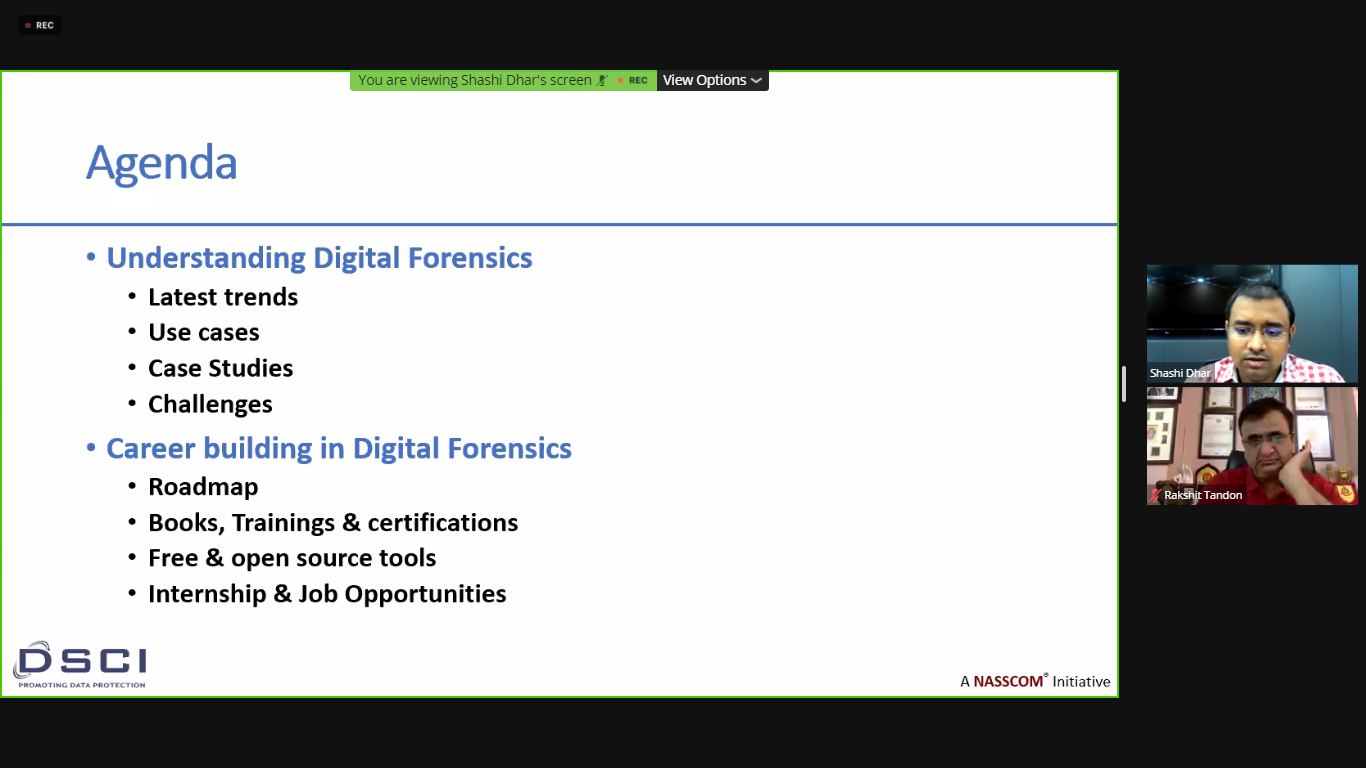 REC
You are viewing Shashi Dhar's screen REC View Options
Agenda
• Understanding Digital Forensics
• Latest trends
• Use cases
• Case Studies
• Challenges
• Career building in Digital Forensics
• Roadmap
• Books, Trainings & certifications
• Free & open source tools
• Internship & Job Opportunities
DSCI
PROMOTING DATA PROTECTION
A NASSCOM® Initiative
Shashi Dhar
Rakshit Tandon